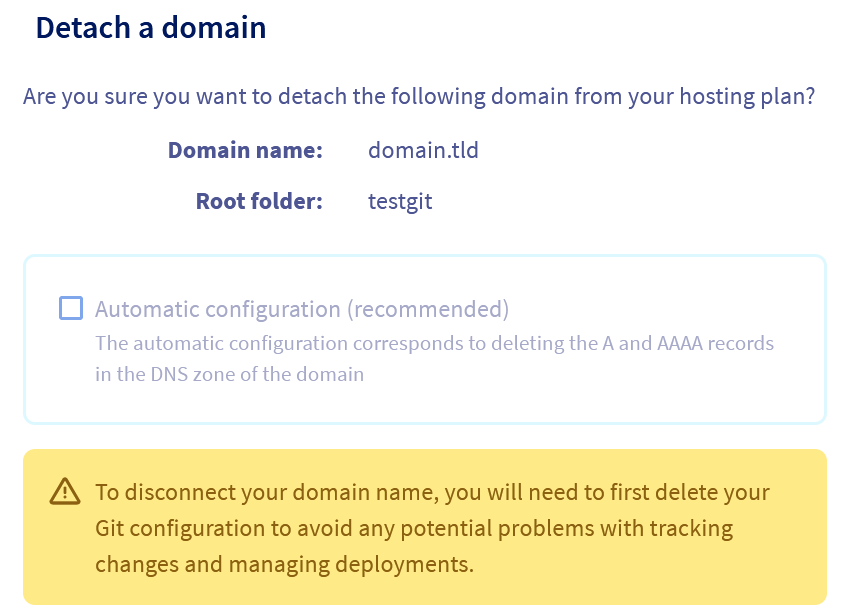 Detach a domain
Are you sure you want to detach the following domain from your hosting plan?
Domain name: domain.tld
Root folder: testgit
Automatic configuration (recommended)
The automatic configuration corresponds to deleting the A and AAAA records
in the DNS zone of the domain
To disconnect your domain name, you will need to first delete your
Git configuration to avoid any potential problems with tracking
changes and managing deployments.